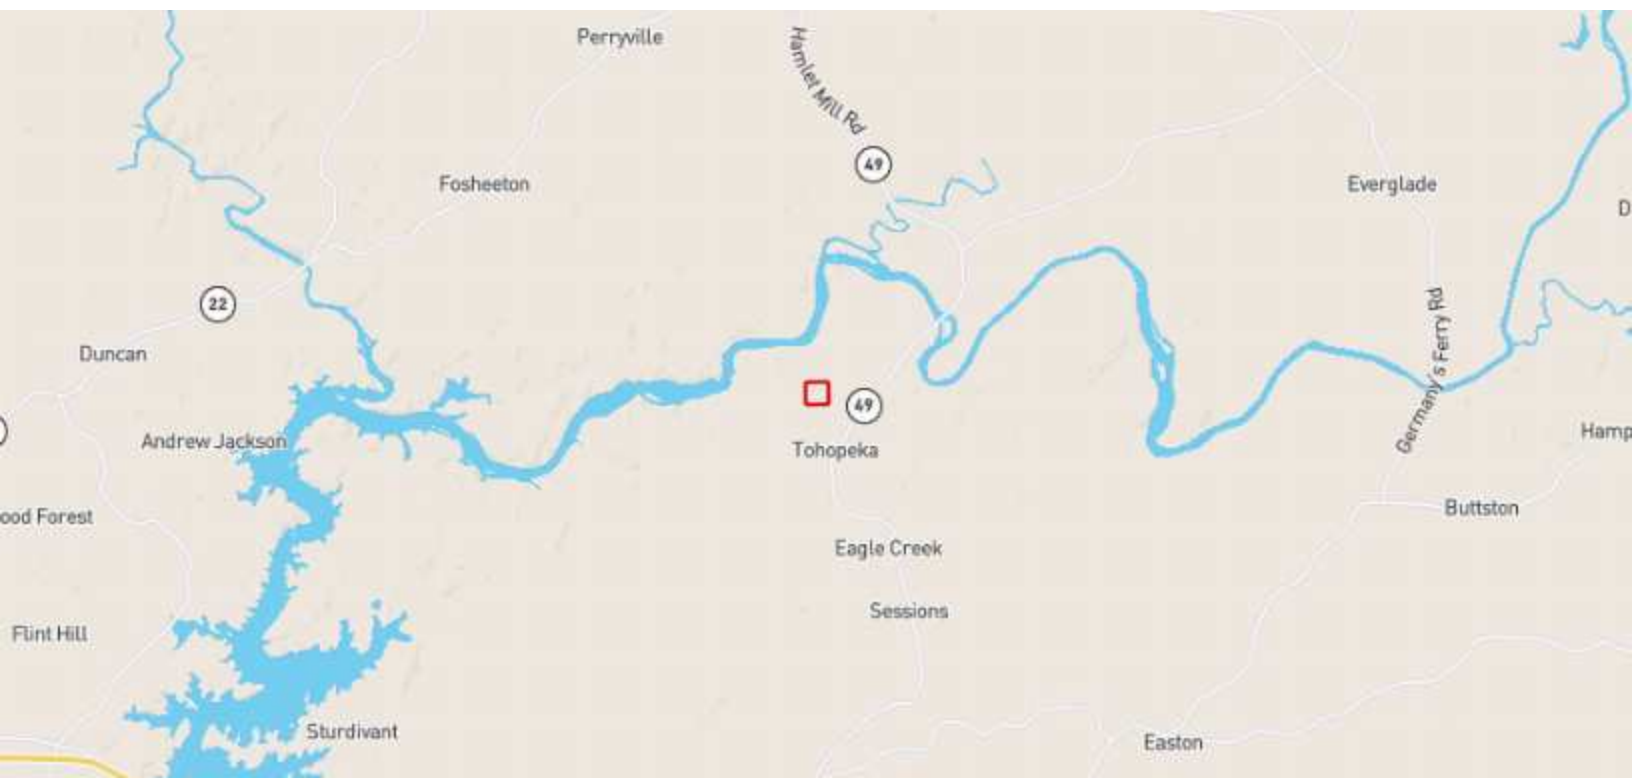 Perryville
Hamlet Mill Rd
49
Fosheeton
Everglade
D
22
Duncan
Germany's Ferry Rd
49
Andrew Jackson
Tohopeka
Hamp
ood Forest
Buttston
Eagle Creek
Sessions
Flint Hill
Sturdivant
Easton